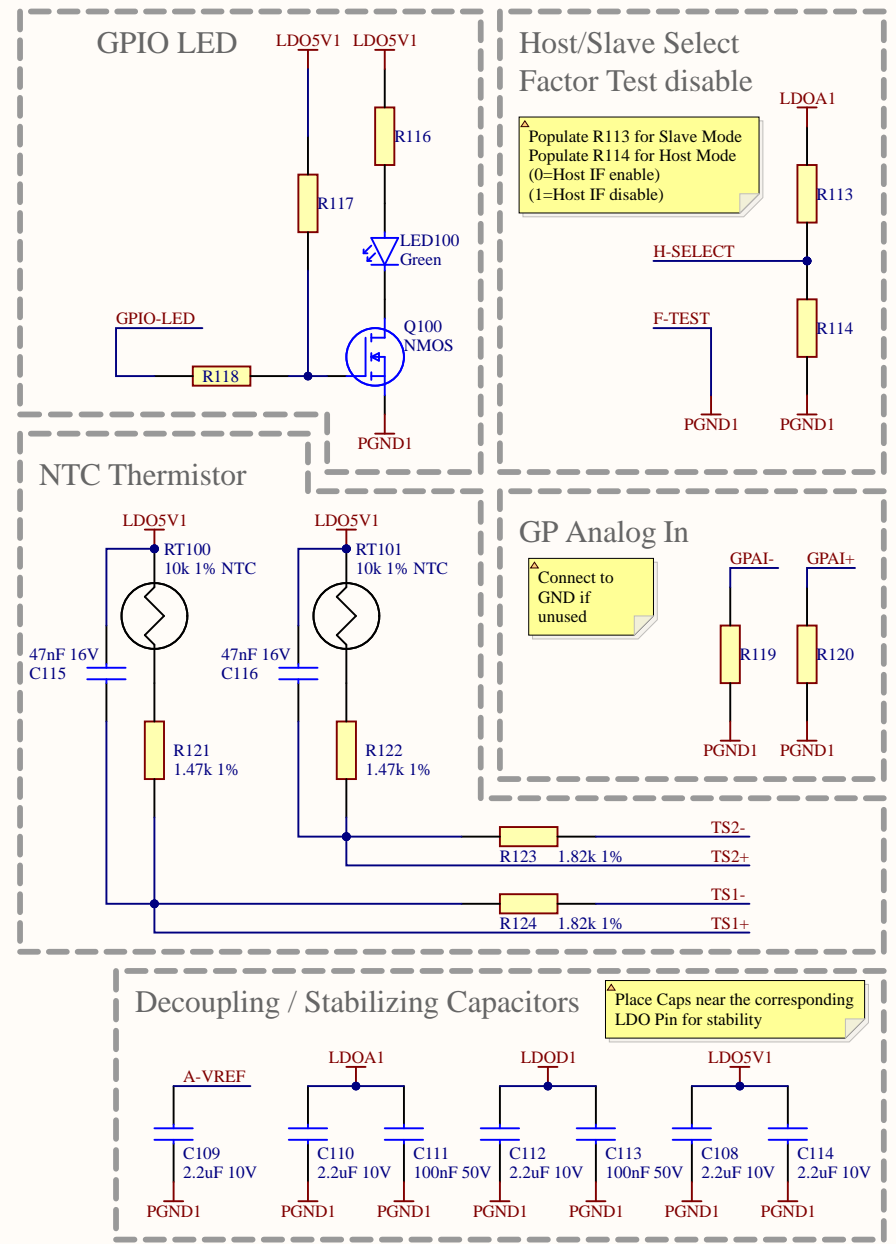 GPIO LED
LDO5V1 LDO5V1
R116
R117
LED100
Green
GPIO-LED
Q100
NMOS
R118
PGND1
Host/Slave Select
Factor Test disable
LDOA1
Populate R113 for Slave Mode
Populate R114 for Host Mode
(0=Host IF enable)
(1=Host IF disable)
R113
H-SELECT
F-TEST
R114
PGND1 PGND1
NTC Thermistor
LDO5V1 LDO5V1
RT100 RT101
10k 1% NTC 10k 1% NTC
47nF 16V 47nF 16V
C115 C116
R121 R122
1.47k 1% 1.47k 1%
GP Analog In
Connect to
GND if
unused
GPAI- GPAI+
R119 R120
PGND1 PGND1
TS2-
R123 1.82k 1% TS2+
TS1-
R124 1.82k 1% TS1+
Decoupling / Stabilizing Capacitors
Place Caps near the corresponding
LDO Pin for stability
A-VREF LDOA1 LDOD1 LDO5V1
C109 C110 C111 C112 C113 C108 C114
2.2uF 10V 2.2uF 10V 100nF 50V 2.2uF 10V 100nF 50V 2.2uF 10V 2.2uF 10V
PGND1 PGND1 PGND1 PGND1 PGND1 PGND1 PGND1